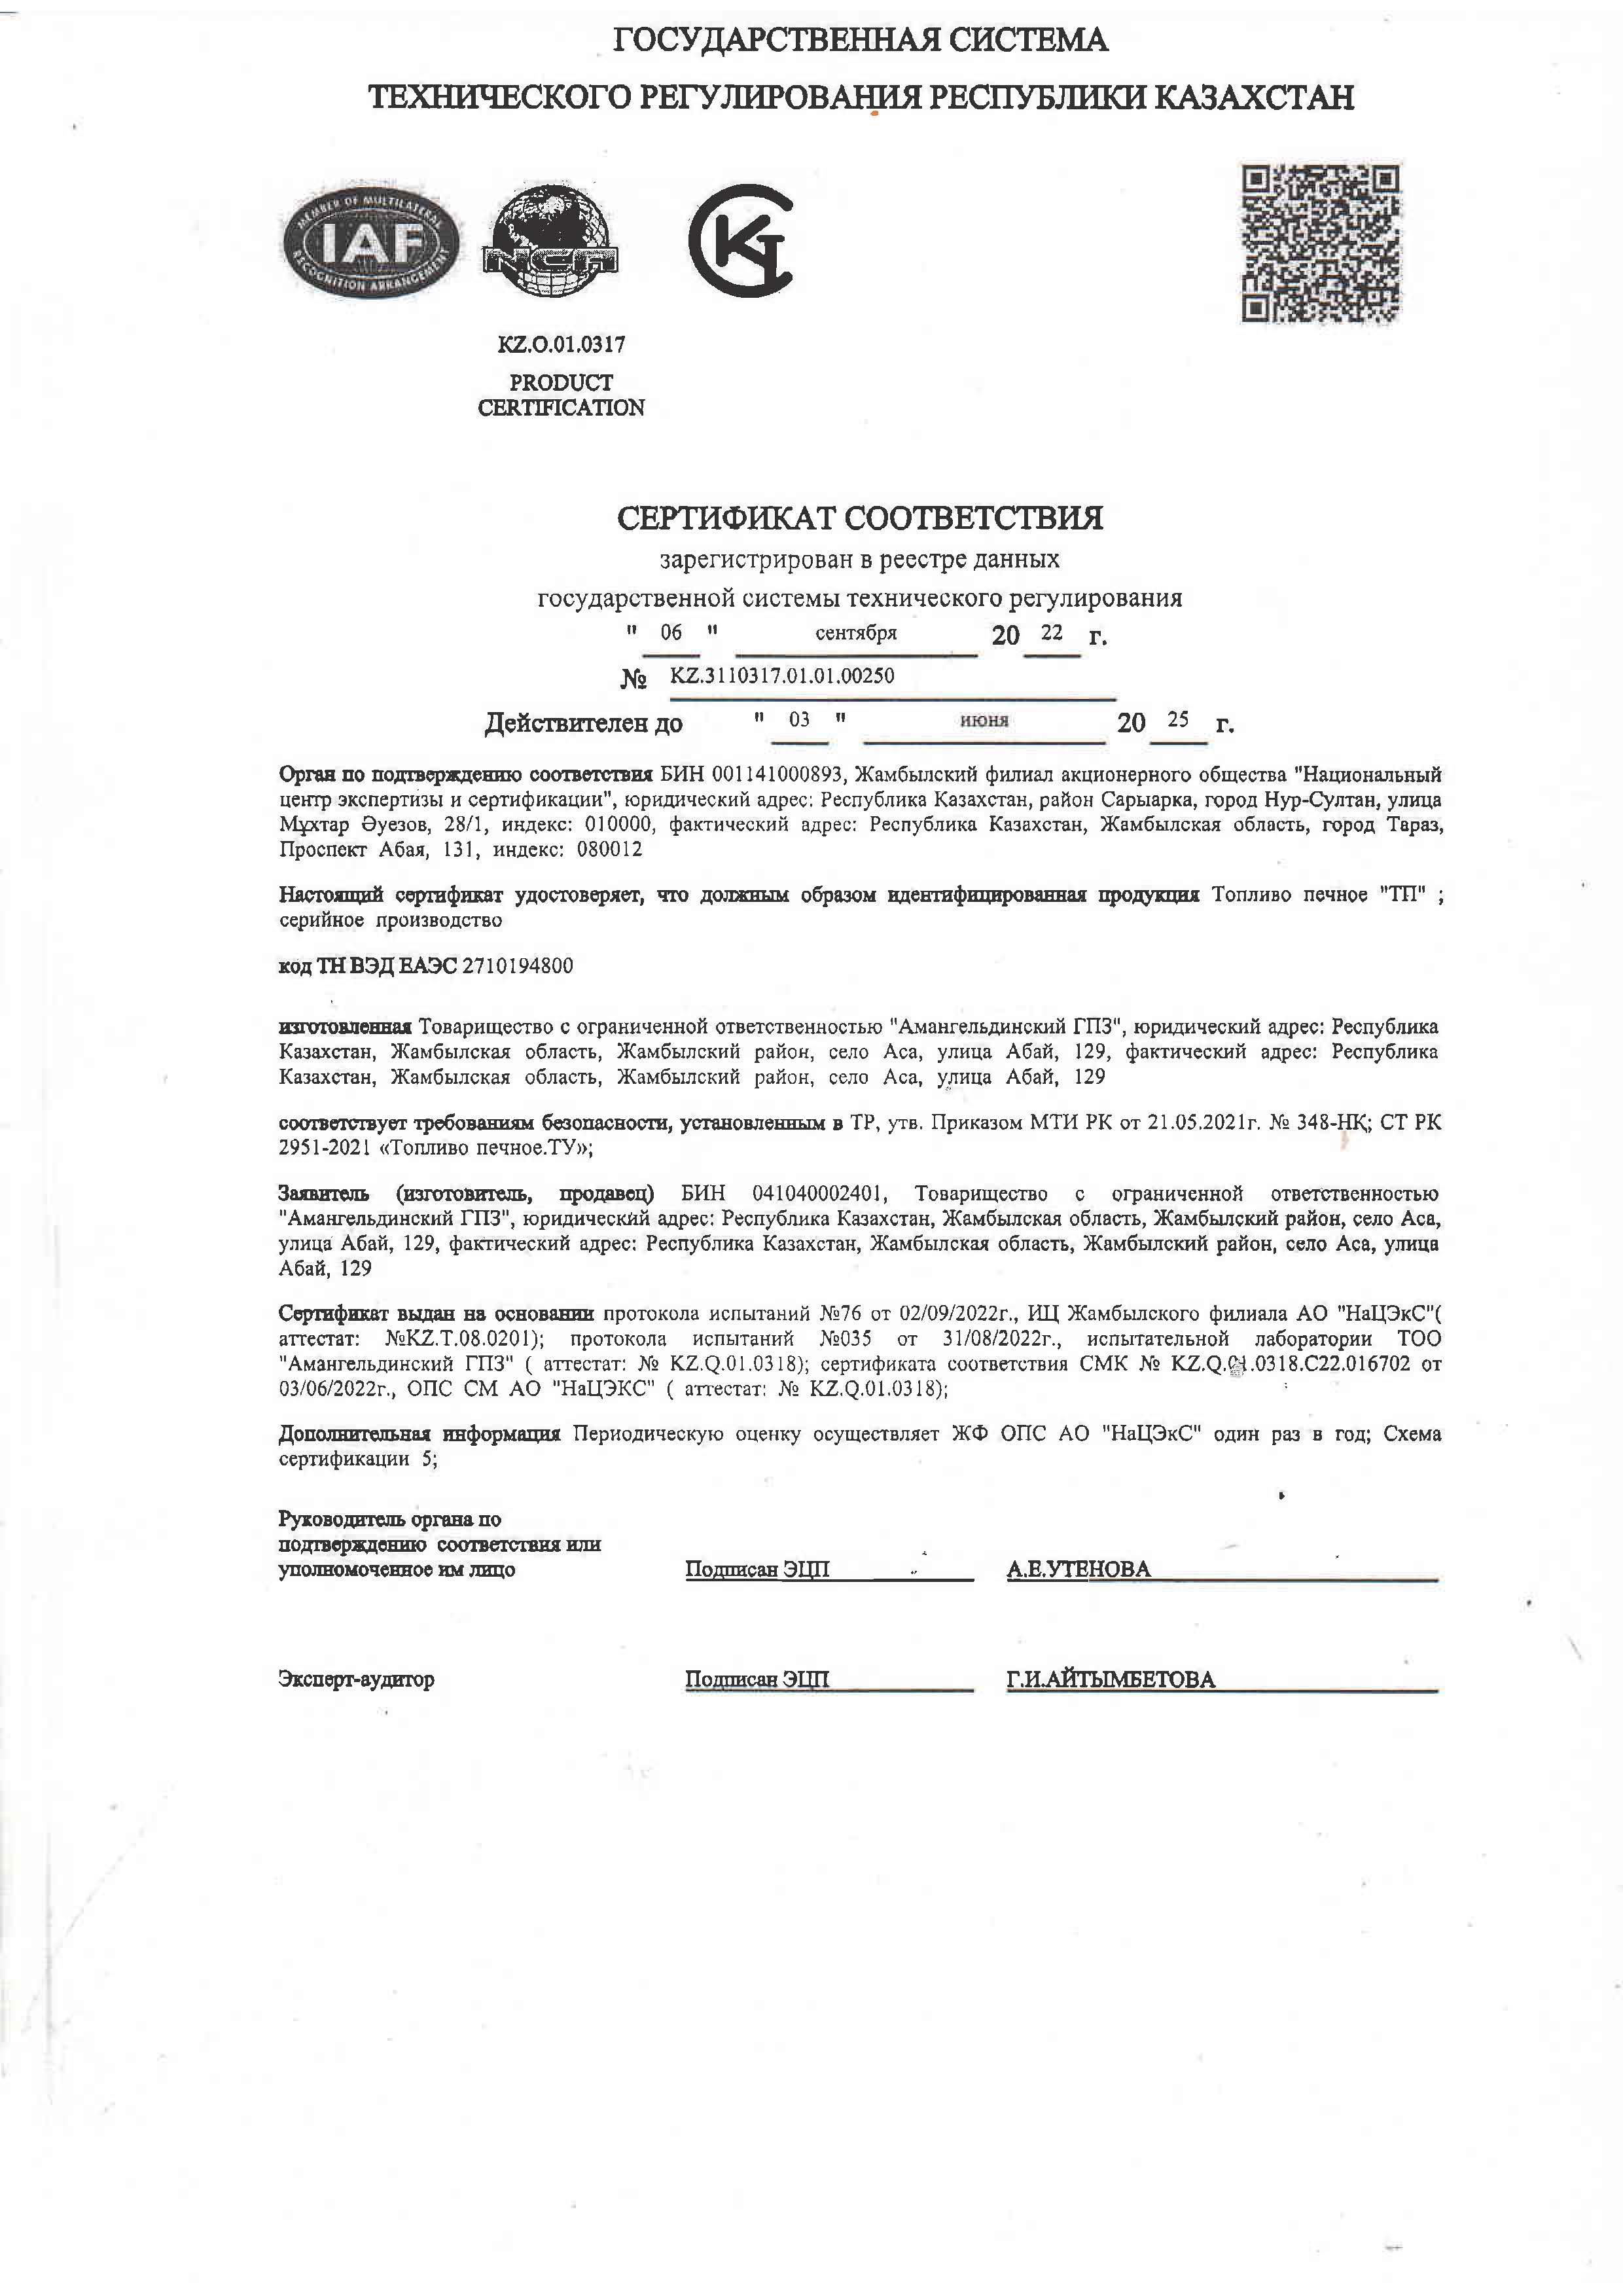 ГОСУДАРСТВЕННАЯ СИСТЕМА
ТЕХНИЧЕСКОГО РЕГУЛИРОВАНИЯ РЕСПУБЛИКИ КАЗАХСТАН
MEMBER OF MULTILATERAL
IAF
RECOGNITION ARRANGEMENT
NCA
KZ.O.01.0317
PRODUCT
CERTIFICATION
СЕРТИФИКАТ СООТВЕТСТВИЯ
зарегистрирован в реестре данных
государственной системы технического регулирования
" 06 " сентября 20 22 г.
№ KZ.3110317.01.01.00250
Действителен до " 03 " июня 20 25 г.
Орган по подтверждению соответствия БИН 001141000893, Жамбылский филиал акционерного общества "Национальный
центр экспертизы и сертификации", юридический адрес: Республика Казахстан, район Сарыарка, город Нур-Султан, улица
Мұхтар Әуезов, 28/1, индекс: 010000, фактический адрес: Республика Казахстан, Жамбылская область, город Тараз,
Проспект Абая, 131, индекс: 080012
Настоящий сертификат удостоверяет, что должным образом идентифицированная продукция Топливо печное "ТП" ;
серийное производство
код ТН ВЭД ЕАЭС 2710194800
изготовленная Товарищество с ограниченной ответственностью "Амангельдинский ГПЗ", юридический адрес: Республика
Казахстан, Жамбылская область, Жамбылский район, село Аса, улица Абай, 129, фактический адрес: Республика
Казахстан, Жамбылская область, Жамбылский район, село Аса, улица Абай, 129
соответствует требованиям безопасности, установленным в ТР, утв. Приказом МТИ РК от 21.05.2021г. № 348-НҚ; СТ РК
2951-2021 «Топливо печное.ТУ»;
Заявитель (изготовитель, продавец) БИН 041040002401, Товарищество с ограниченной ответственностью
"Амангельдинский ГПЗ", юридический адрес: Республика Казахстан, Жамбылская область, Жамбылский район, село Аса,
улица Абай, 129, фактический адрес: Республика Казахстан, Жамбылская область, Жамбылский район, село Аса, улица
Абай, 129
Сертификат выдан на основании протокола испытаний №76 от 02/09/2022г., ИЦ Жамбылского филиала АО "НаЦЭкС"(
аттестат: №KZ.T.08.0201); протокола испытаний №035 от 31/08/2022г., испытательной лаборатории ТОО
"Амангельдинский ГПЗ" ( аттестат: № KZ.Q.01.0318); сертификата соответствия СМК № KZ.Q.01.0318.C22.016702 от
03/06/2022г., ОПС СМ АО "НаЦЭКС" ( аттестат: № KZ.Q.01.0318);
Дополнительная информация Периодическую оценку осуществляет ЖФ ОПС АО "НаЦЭкС" один раз в год; Схема
сертификации 5;
Руководитель органа по
подтверждению соответствия или
уполномоченное им лицо Подписан ЭЦП А.Е.УТЕНОВА
Эксперт-аудитор Подписан ЭЦП Г.И.АЙТЫМБЕТОВА